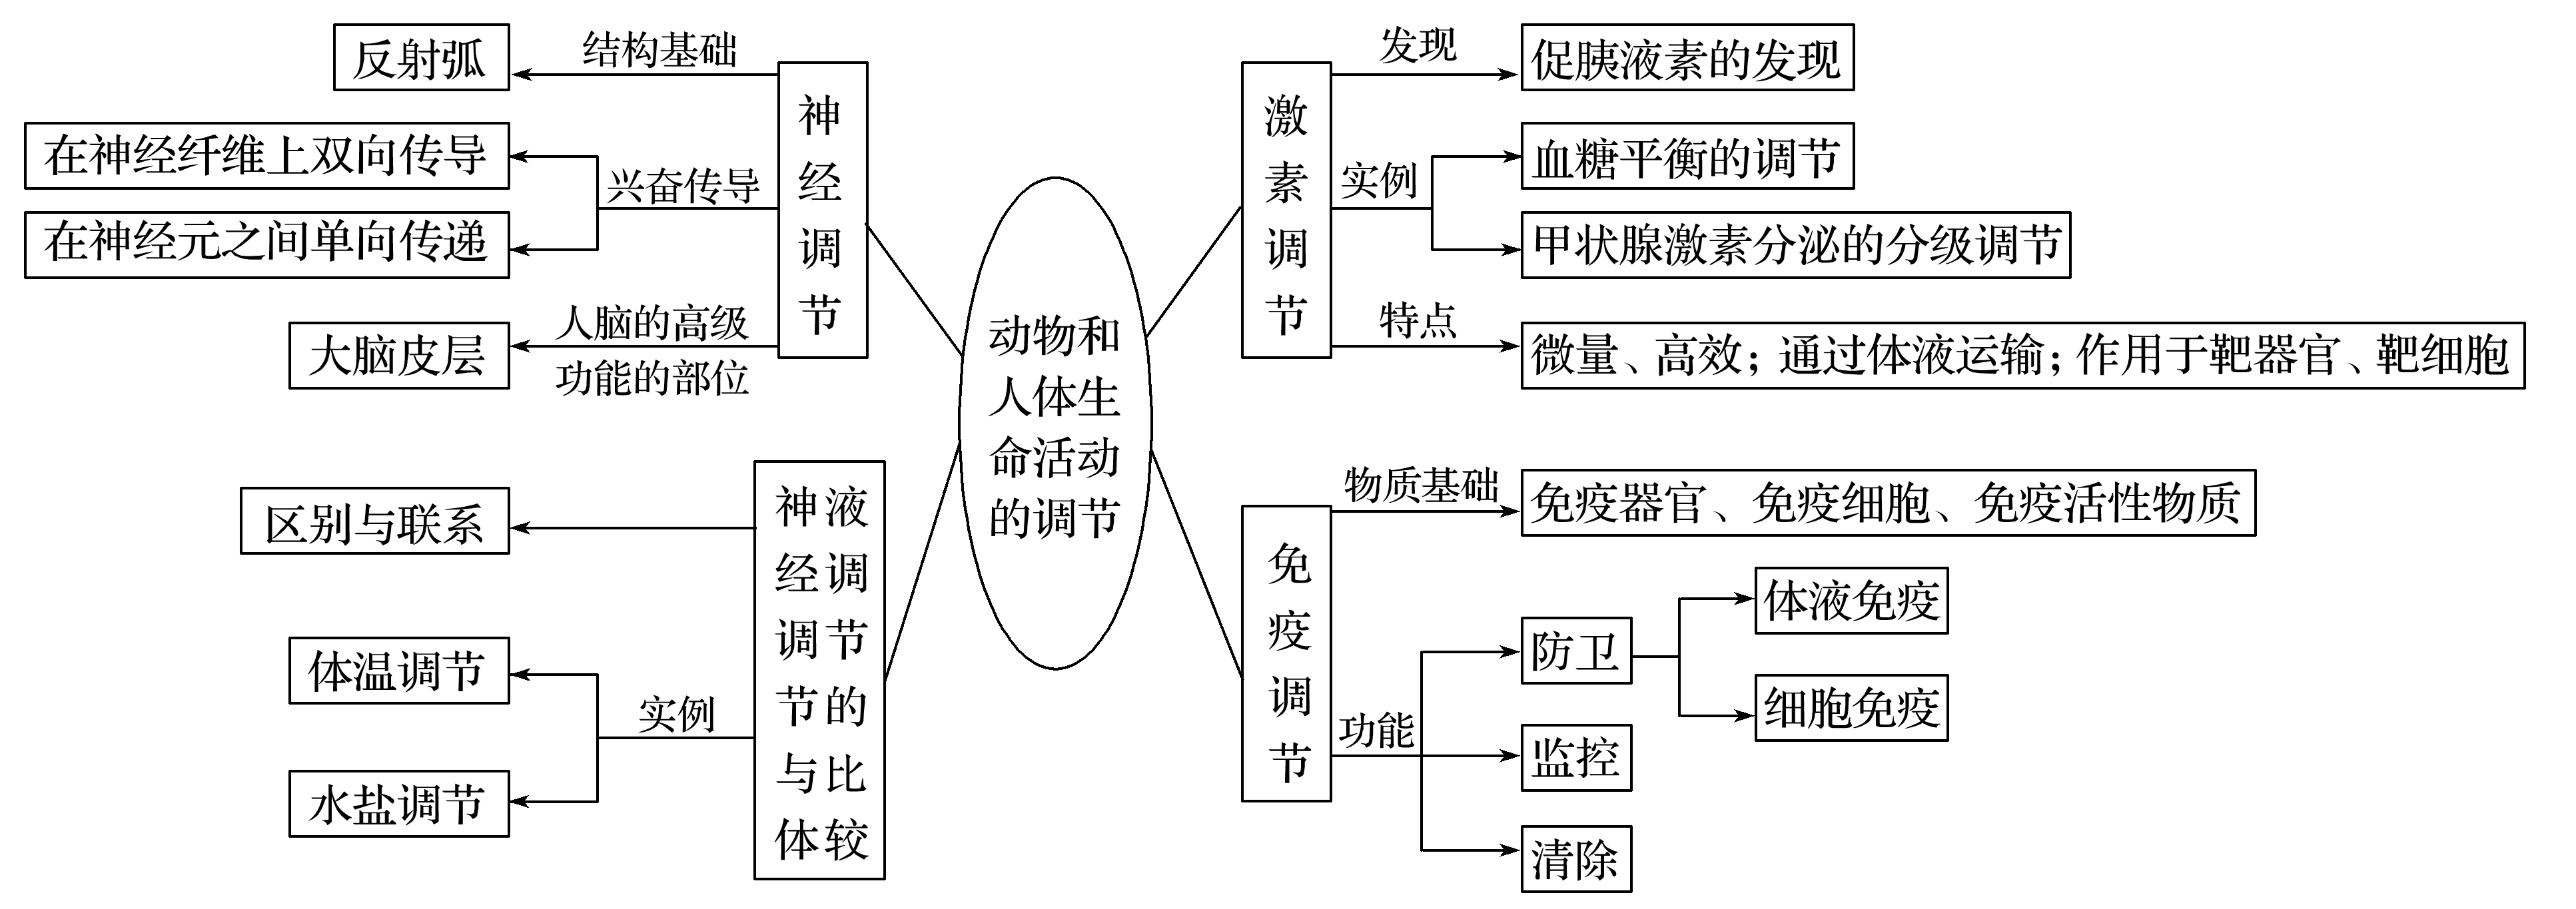 动物和
人体生
命活动
的调节
神经调节
结构基础
反射弧
兴奋传导
在神经纤维上双向传导
在神经元之间单向传递
人脑的高级
功能的部位
大脑皮层
神经调节与体
液调节的比较
区别与联系
实例
体温调节
水盐调节
激素调节
发现
促胰液素的发现
实例
血糖平衡的调节
甲状腺激素分泌的分级调节
特点
微量、高效；通过体液运输；作用于靶器官、靶细胞
免疫调节
物质基础
免疫器官、免疫细胞、免疫活性物质
功能
防卫
体液免疫
细胞免疫
监控
清除